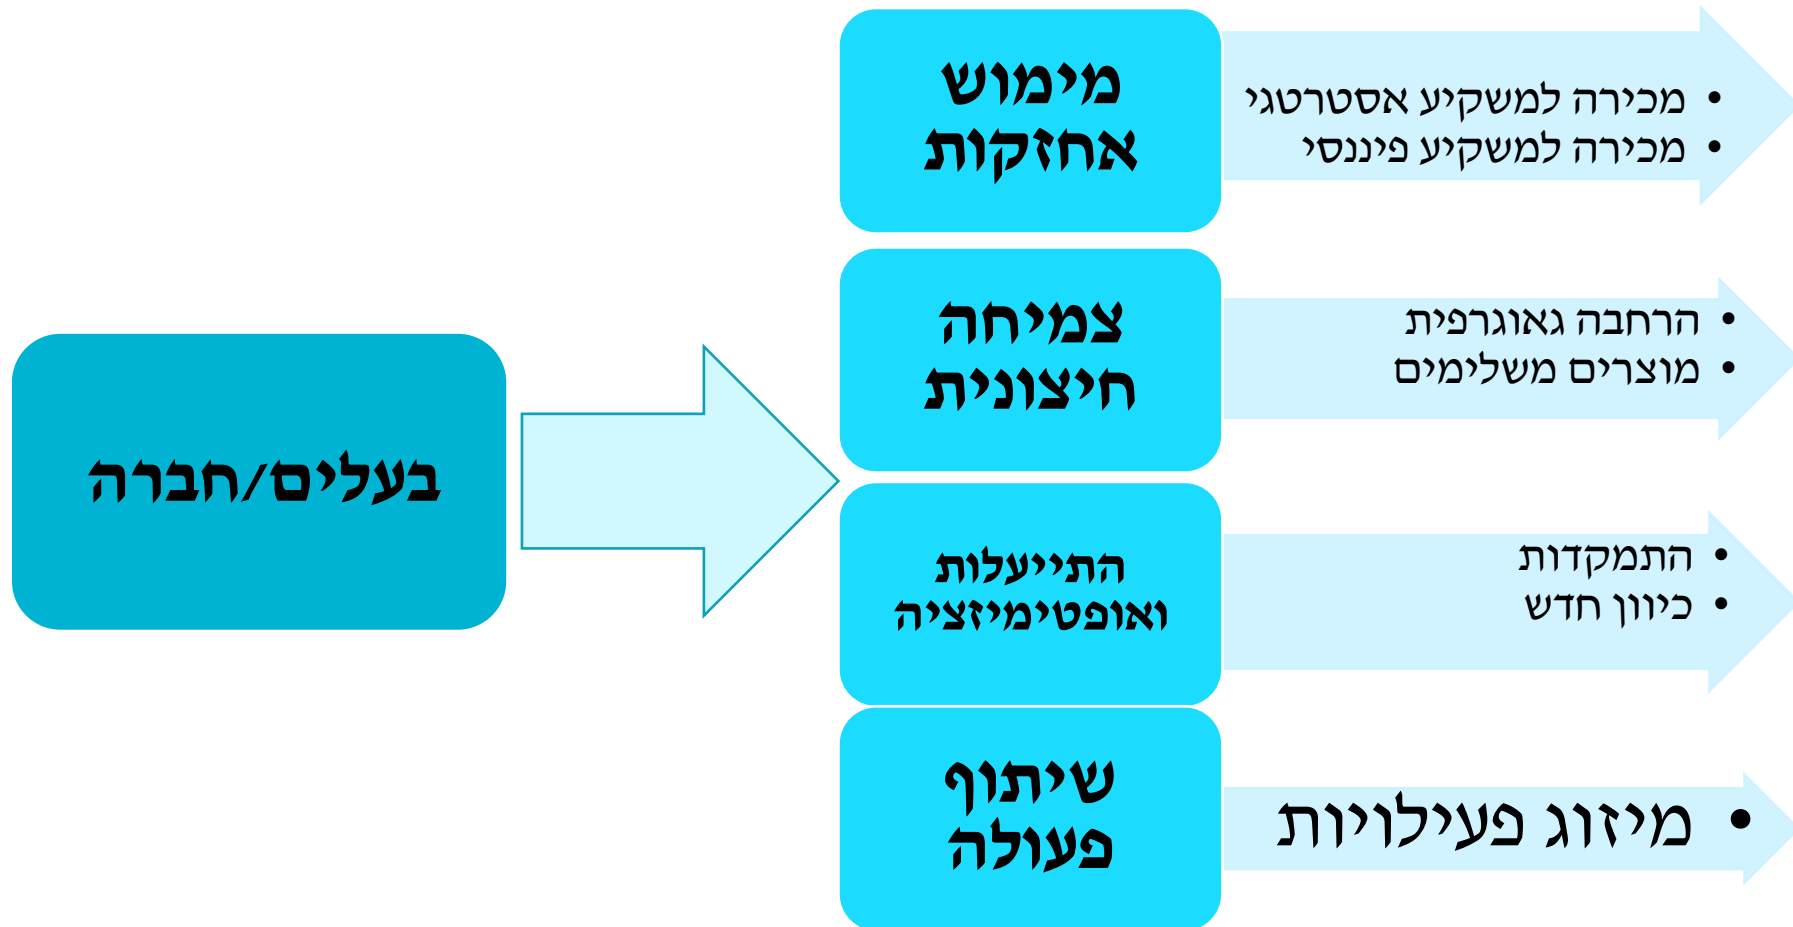 בעלים/חברה
מימוש
אחזקות
• מכירה למשקיע אסטרטגי
• מכירה למשקיע פיננסי
צמיחה
חיצונית
• הרחבה גאוגרפית
• מוצרים משלימים
התייעלות
ואופטימיזציה
• התמקדות
• כיוון חדש
שיתוף
פעולה
• מיזוג פעילויות